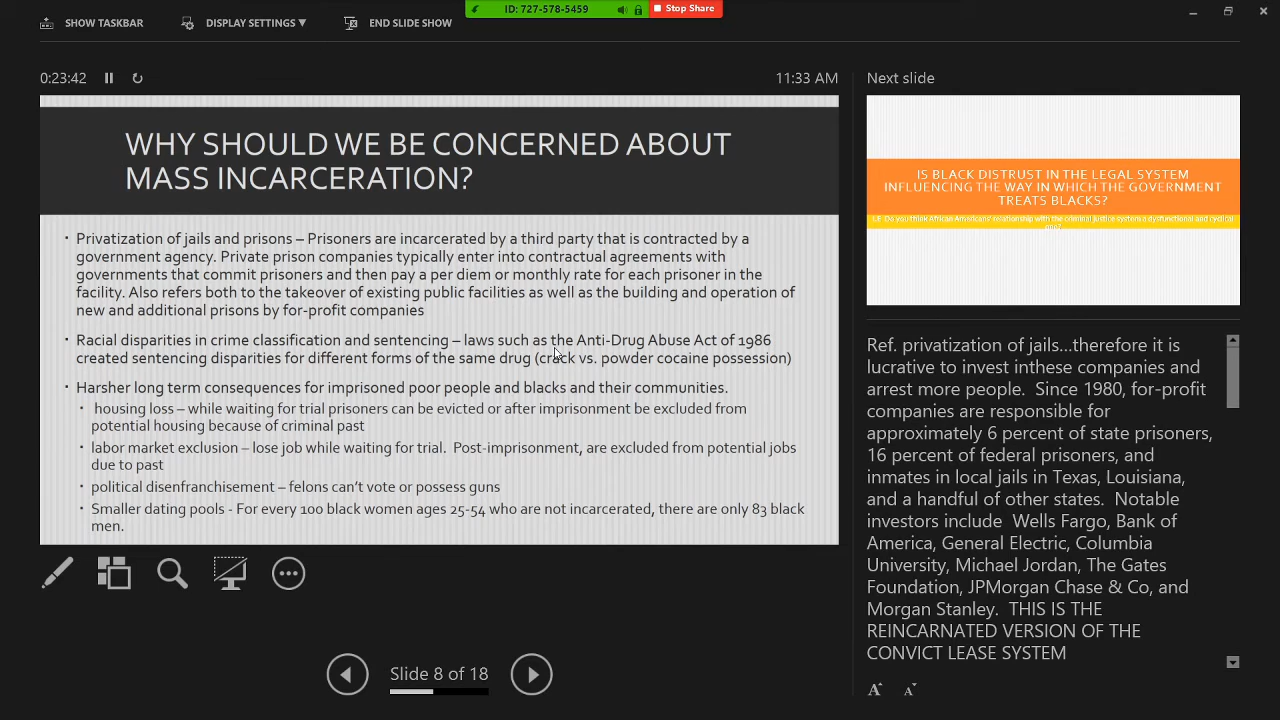 SHOW TASKBAR
DISPLAY SETTINGS ▼
END SLIDE SHOW
ID: 727-578-5459
Stop Share
0:23:42
11:33 AM
WHY SHOULD WE BE CONCERNED ABOUT
MASS INCARCERATION?
• Privatization of jails and prisons – Prisoners are incarcerated by a third party that is contracted by a
government agency. Private prison companies typically enter into contractual agreements with
governments that commit prisoners and then pay a per diem or monthly rate for each prisoner in the
facility. Also refers both to the takeover of existing public facilities as well as the building and operation of
new and additional prisons by for-profit companies
• Racial disparities in crime classification and sentencing – laws such as the Anti-Drug Abuse Act of 1986
created sentencing disparities for different forms of the same drug (crack vs. powder cocaine possession)
• Harsher long term consequences for imprisoned poor people and blacks and their communities.
• housing loss – while waiting for trial prisoners can be evicted or after imprisonment be excluded from
potential housing because of criminal past
• labor market exclusion – lose job while waiting for trial. Post-imprisonment, are excluded from potential jobs
due to past
• political disenfranchisement – felons can't vote or possess guns
• Smaller dating pools - For every 100 black women ages 25-54 who are not incarcerated, there are only 83 black
men.
Slide 8 of 18
Next slide
IS BLACK DISTRUST IN THE LEGAL SYSTEM
INFLUENCING THE WAY IN WHICH THE GOVERNMENT
TREATS BLACKS?
Do you think African Americans' relationship with the criminal justice system a dysfunctional and cyclical
one?
Ref. privatization of jails...therefore it is
lucrative to invest inthese companies and
arrest more people. Since 1980, for-profit
companies are responsible for
approximately 6 percent of state prisoners,
16 percent of federal prisoners, and
inmates in local jails in Texas, Louisiana,
and a handful of other states. Notable
investors include Wells Fargo, Bank of
America, General Electric, Columbia
University, Michael Jordan, The Gates
Foundation, JPMorgan Chase & Co, and
Morgan Stanley. THIS IS THE
REINCARNATED VERSION OF THE
CONVICT LEASE SYSTEM
A A